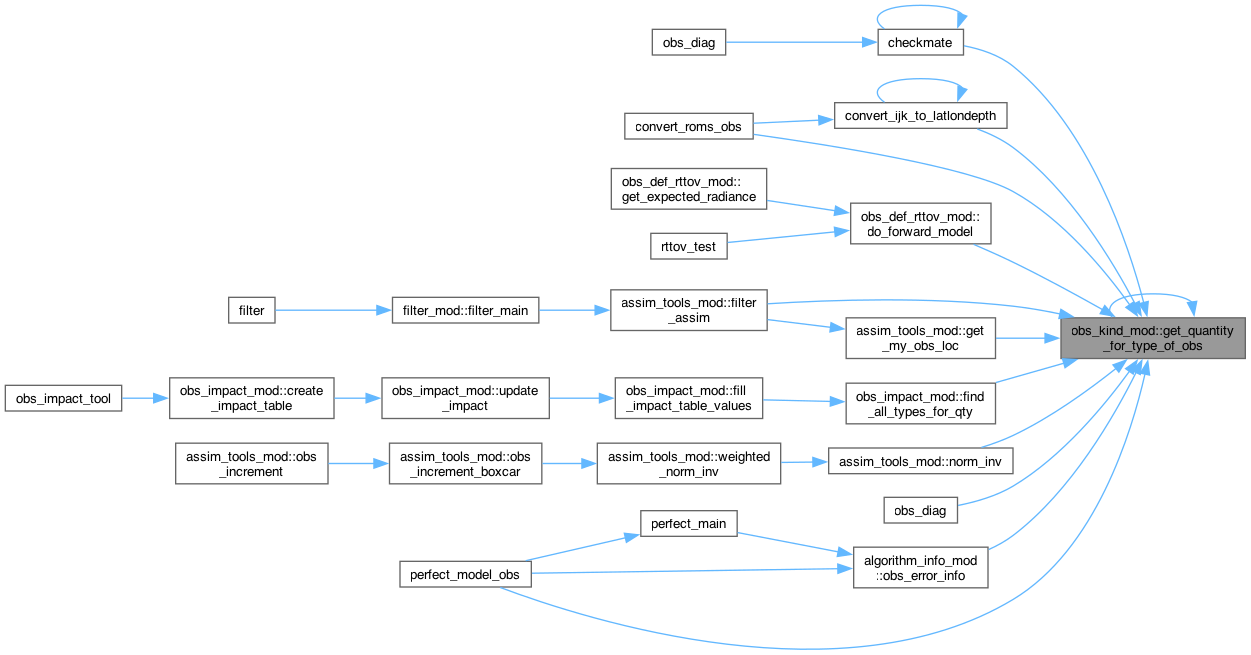 obs_diag
checkmate
convert_roms_obs
convert_ijk_to_latlondepth
obs_def_rttov_mod::
get_expected_radiance
rttov_test
obs_def_rttov_mod::
do_forward_model
filter
filter_mod::filter_main
assim_tools_mod::filter
_assim
assim_tools_mod::get
_my_obs_loc
obs_kind_mod::get_quantity
_for_type_of_obs
obs_impact_tool
obs_impact_mod::create
_impact_table
obs_impact_mod::update
_impact
obs_impact_mod::fill
_impact_table_values
obs_impact_mod::find
_all_types_for_qty
assim_tools_mod::obs
_increment
assim_tools_mod::obs
_increment_boxcar
assim_tools_mod::weighted
_norm_inv
assim_tools_mod::norm_inv
obs_diag
perfect_main
perfect_model_obs
algorithm_info_mod
::obs_error_info